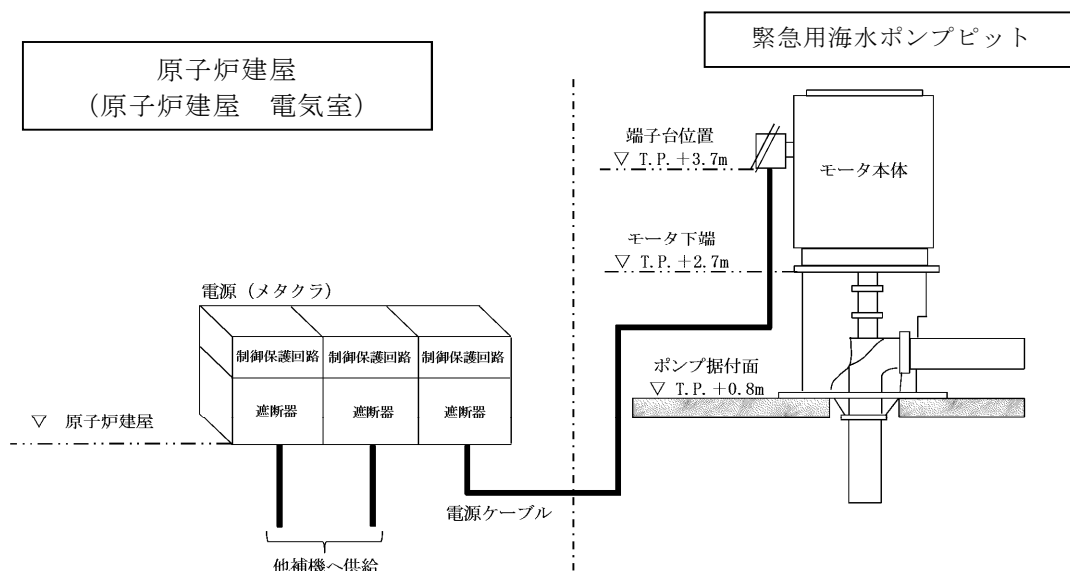 原子炉建屋
(原子炉建屋　電気室)
緊急用海水ポンプピット
端子台位置
▽ T.P.+3.7m
モータ本体
モータ下端
▽ T.P.+2.7m
電源（メタクラ）
制御保護回路 制御保護回路 制御保護回路
遮断器 遮断器 遮断器
▽ 原子炉建屋
ポンプ据付面
▽ T.P.+0.8m
電源ケーブル
他補機へ供給